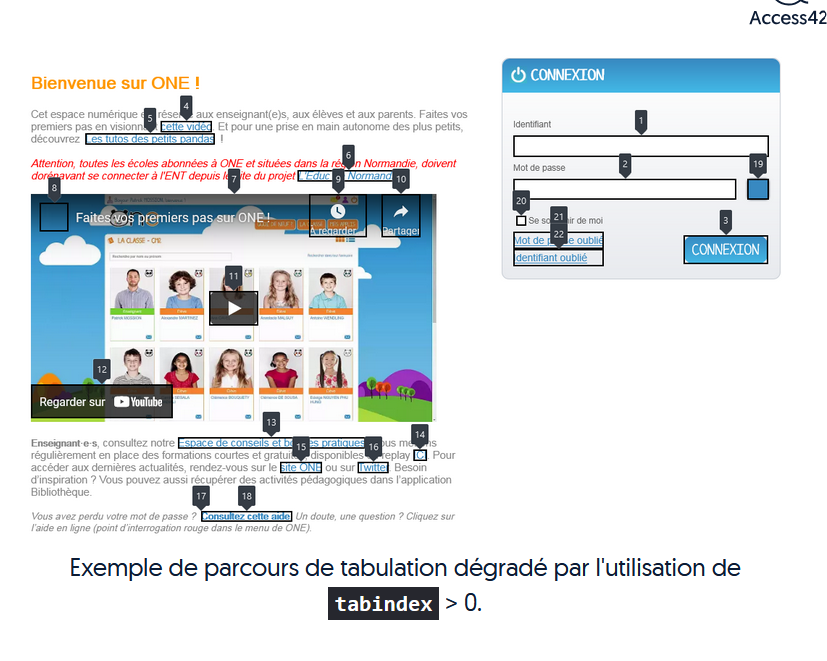 Access42
Bienvenue sur ONE !
Cet espace numérique réservé aux enseignant(e)s, aux élèves et aux parents. Faites vos
premiers pas en visionnant cette vidéo. Et pour une prise en main autonome des plus petits,
découvrez Les tutos des petits pandas !
Attention, toutes les écoles abonnées à ONE et situées dans la région Normandie, doivent
dorénavant se connecter à l'ENT depuis le site du projet L'Educ Normand
4
5
6
7
8
9
10
Faites vos premiers pas sur ONE !
À regarder
Partager
LA CLASSE - CM2
11
Enseignant
12
Regarder sur YouTube
13
Enseignant·e·s, consultez notre Espace de conseils et bonnes pratiques, nous mettons
14
régulièrement en place des formations courtes et gratuites, disponibles en replay ICI. Pour
15
16
accéder aux dernières actualités, rendez-vous sur le site ONE ou sur Twitter. Besoin
d'inspiration ? Vous pouvez aussi récupérer des activités pédagogiques dans l'application
Bibliothèque.
17
18
Vous avez perdu votre mot de passe ? Consultez cette aide. Un doute, une question ? Cliquez sur
l'aide en ligne (point d'interrogation rouge dans le menu de ONE).
CONNEXION
Identifiant
1
Mot de passe
2
19
20
Se souvenir de moi
21
Mot de passe oublié
22
Identifiant oublié
3
CONNEXION
Exemple de parcours de tabulation dégradé par l'utilisation de
tabindex > 0.